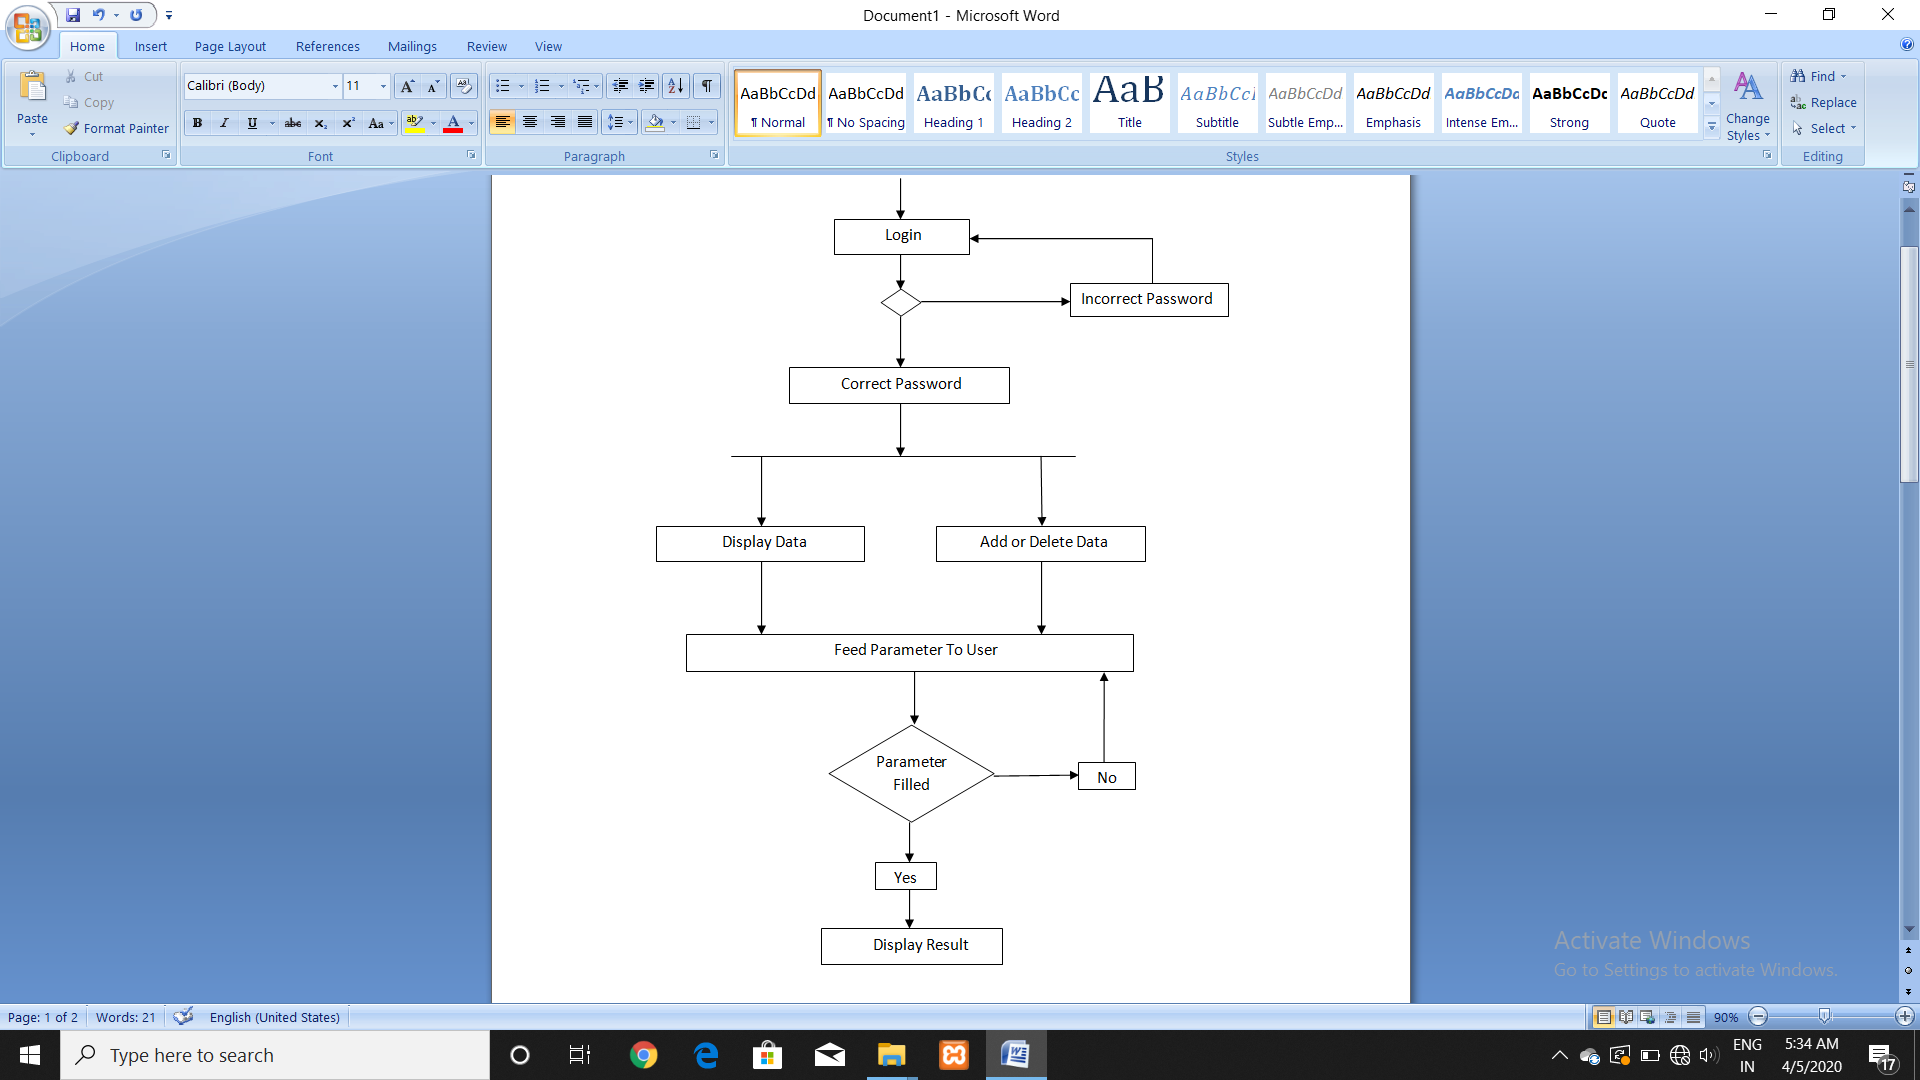 Document1 - Microsoft Word
Home Insert Page Layout References Mailings Review View
Paste
Cut
Copy
Format Painter
Clipboard
Calibri (Body) 11
B I U abc x₂ x² Aa ab A
Font
Paragraph
AaBbCcDd AaBbCcDd AaBbCc AaBbCc AaB AaBbCcI AaBbCcDd AaBbCcDd AaBbCcDd AaBbCcDc AaBbCcDd
¶ Normal ¶ No Spacing Heading 1 Heading 2 Title Subtitle Subtle Emp... Emphasis Intense Em... Strong Quote
Change
Styles
Styles
Find
Replace
Select
Editing
Login
Incorrect Password
Correct Password
Display Data
Add or Delete Data
Feed Parameter To User
Parameter
Filled
No
Yes
Display Result
Activate Windows
Go to Settings to activate Windows.
Page: 1 of 2 Words: 21 English (United States) 90%
Type here to search
ENG
IN
5:34 AM
4/5/2020
17